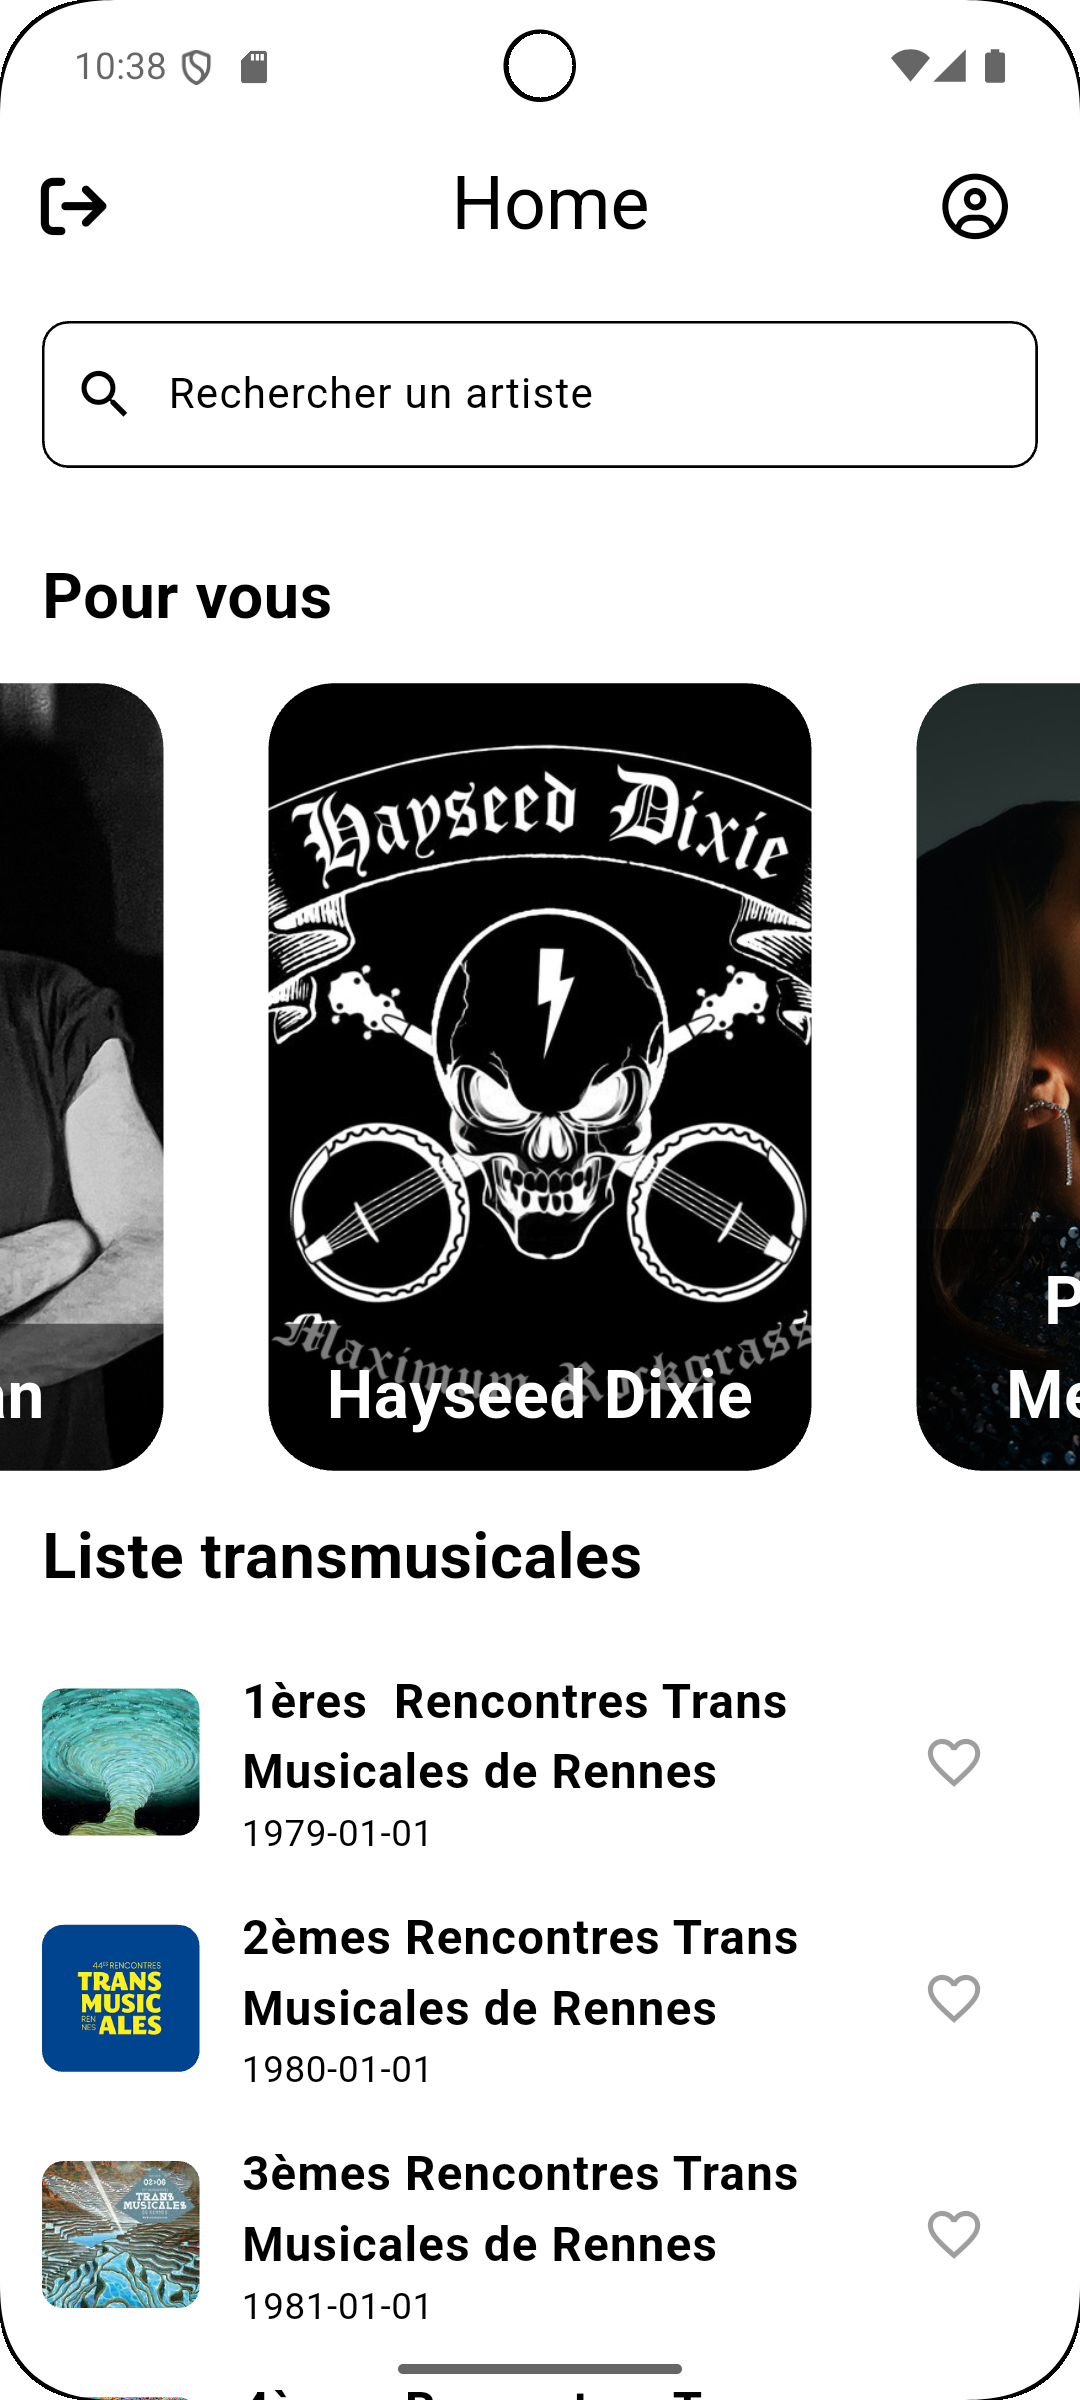 10:38
Home
Rechercher un artiste
Pour vous
Hayseed Dixie
Maximum Rockgrass
an
Hayseed Dixie
P
Me
Liste transmusicales
1ères  Rencontres Trans
Musicales de Rennes
1979-01-01
44ES RENCONTRES
TRANS
MUSIC
REN
NES ALES
2èmes Rencontres Trans
Musicales de Rennes
1980-01-01
02>06
TRANS
MUSICALES
3èmes Rencontres Trans
Musicales de Rennes
1981-01-01